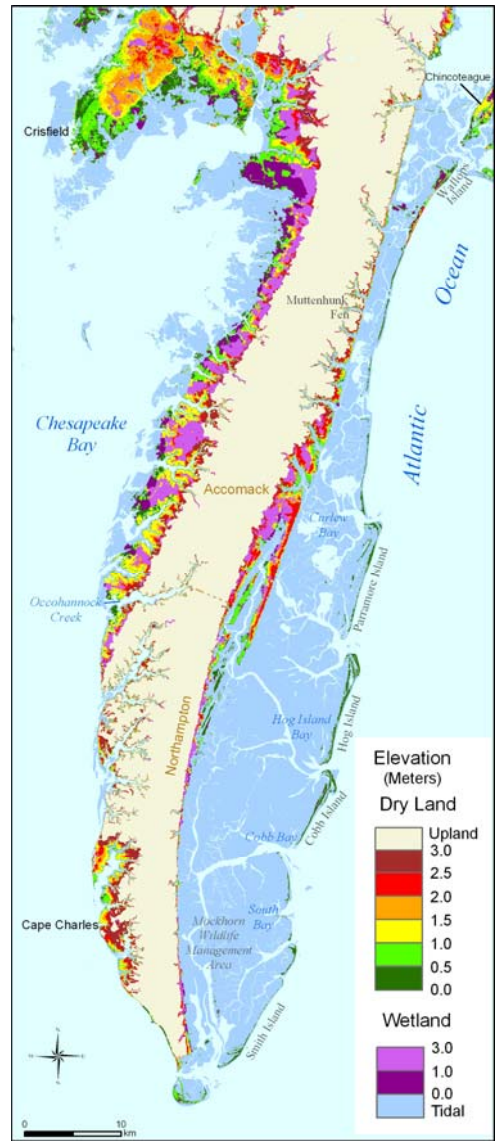 Chincoteague
Crisfield
Wallops
Island
Ocean
Muttenhunk
Fen
Atlantic
Chesapeake
Bay
Accomack
Curlew
Bay
Parramore Island
Occohannock
Creek
Northampton
Hog Island
Bay
Hog Island
Cobb Island
Cobb Bay
Cape Charles
South
Bay
Mockhorn
Wildlife
Management
Area
Smith Island
Elevation
(Meters)
Dry Land
Upland
3.0
2.5
2.0
1.5
1.0
0.5
0.0
Wetland
3.0
1.0
0.0
Tidal
0 10
km